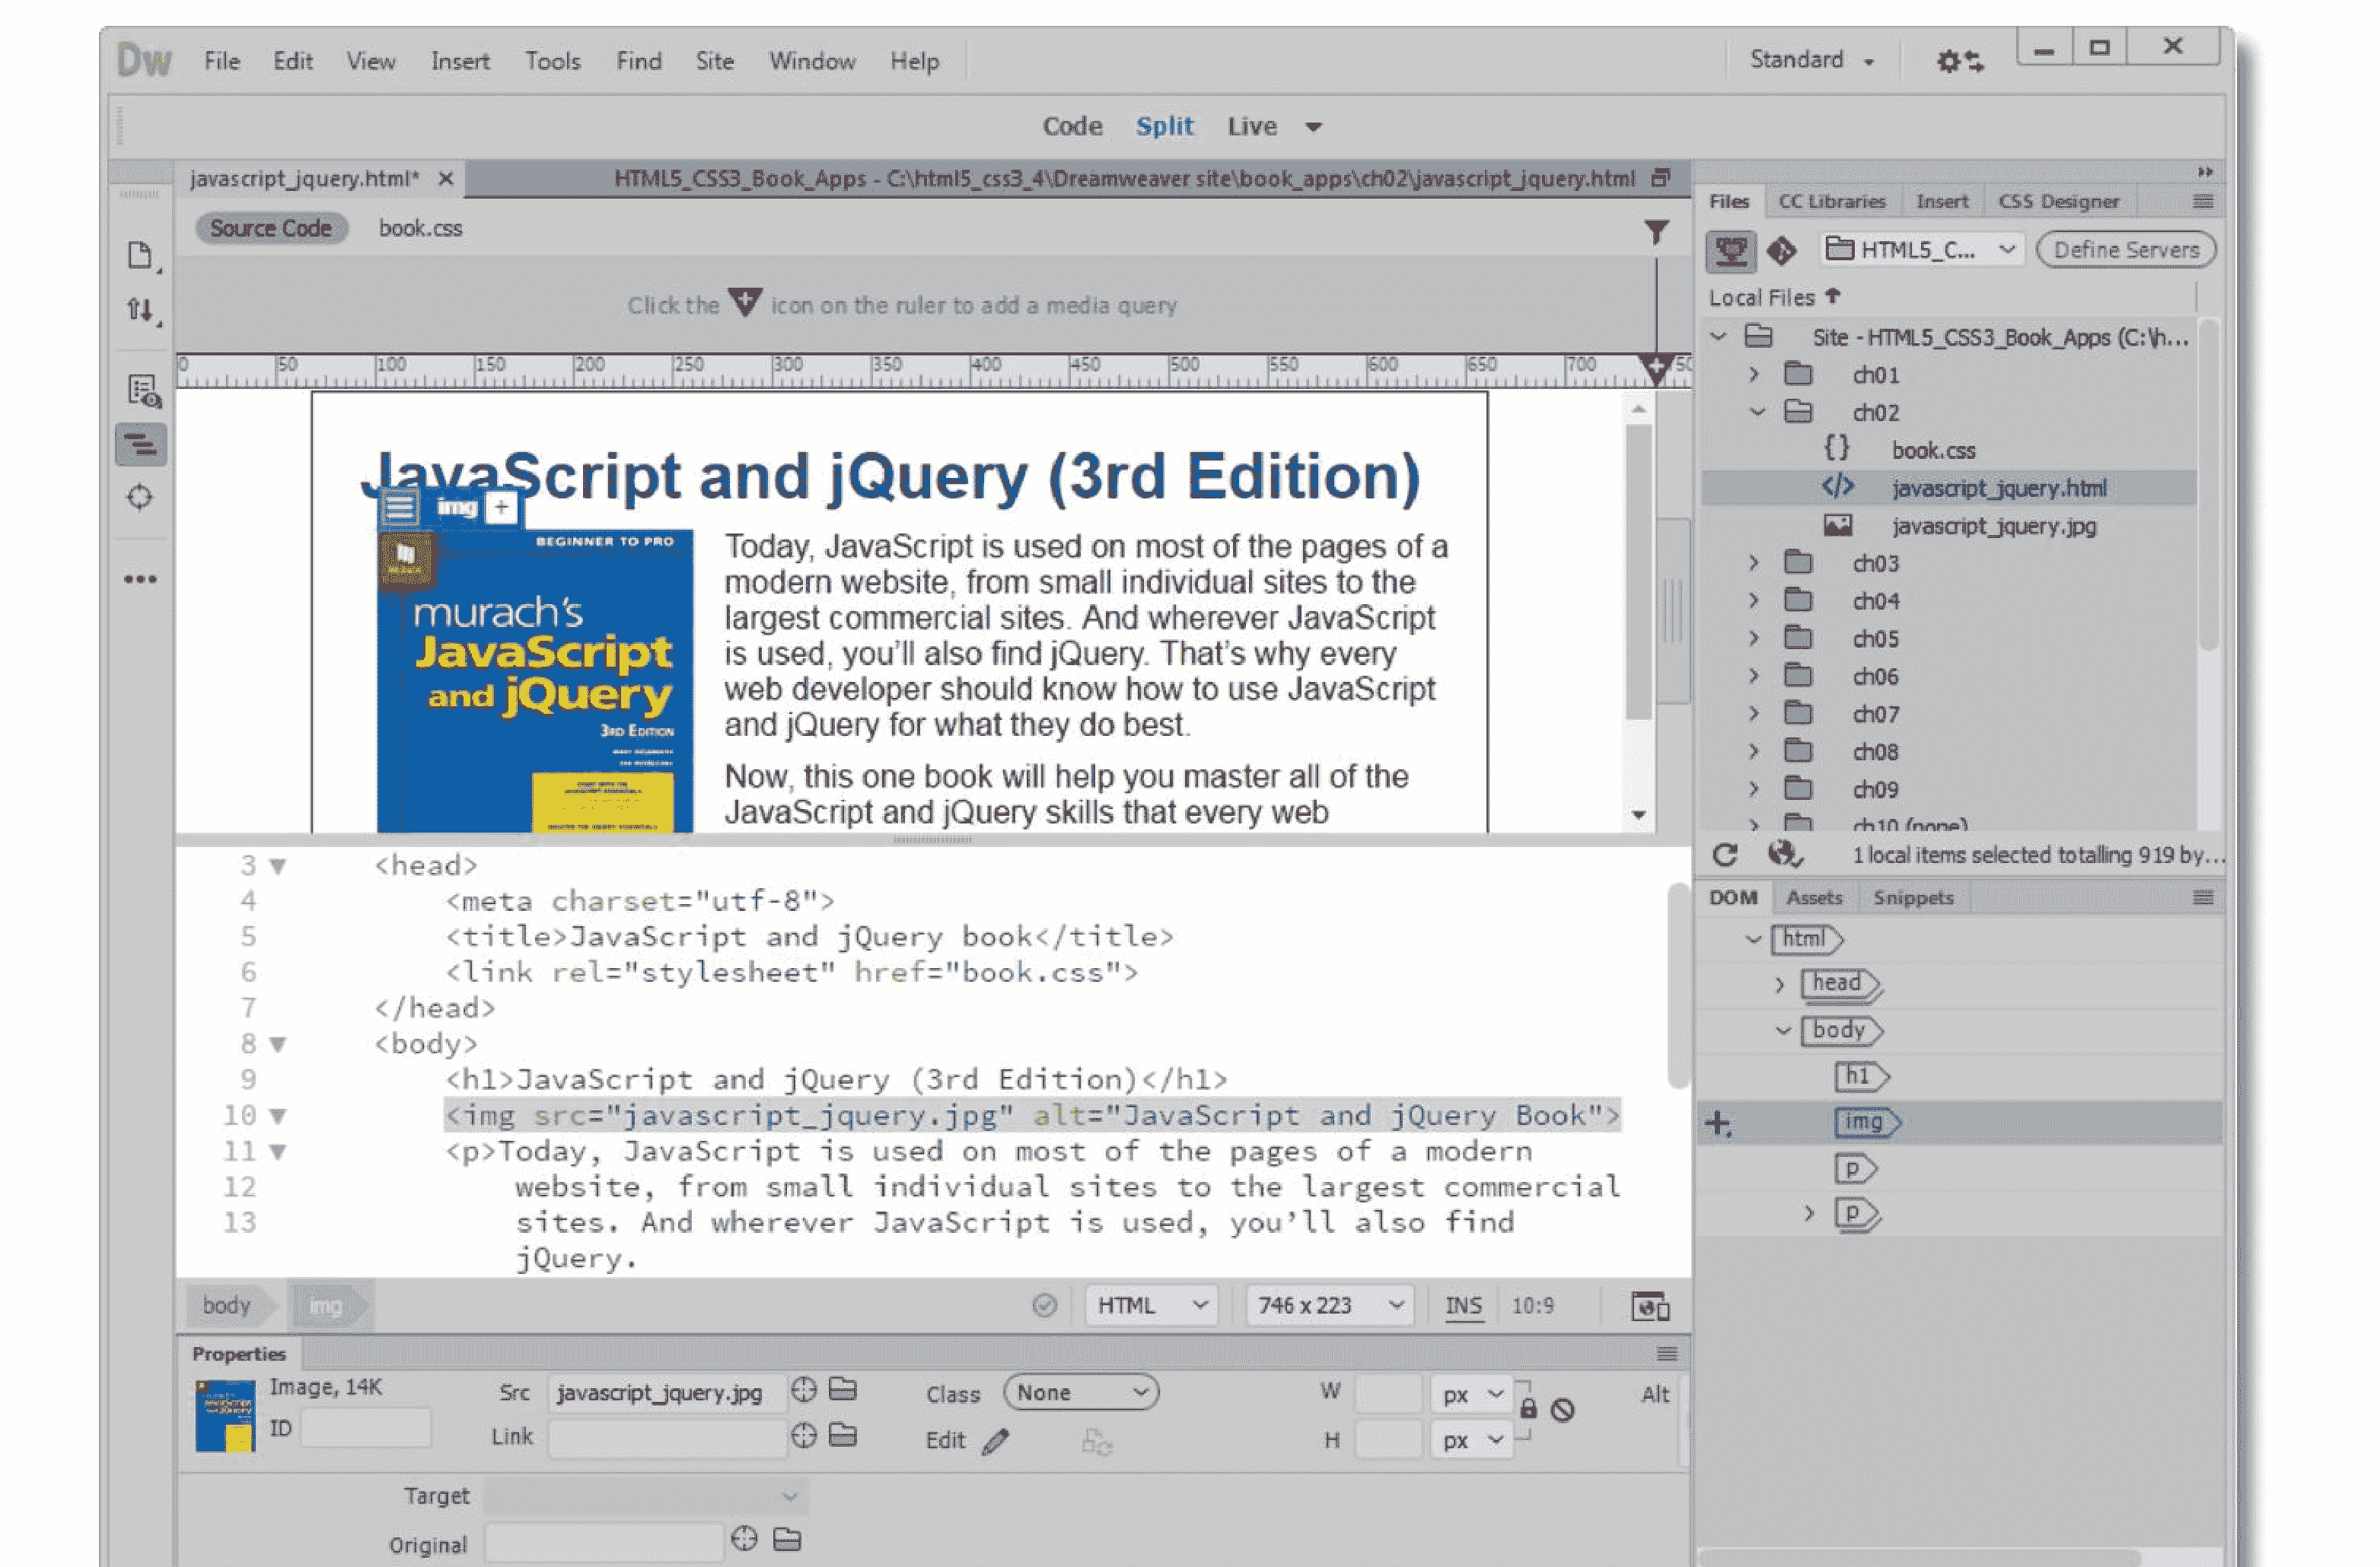 Dw File Edit View Insert Tools Find Site Window Help Standard
Code Split Live
javascript_jquery.html* HTML5_CSS3_Book_Apps - C:\html5_css3_4\Dreamweaver site\book_apps\ch02\javascript_jquery.html
Source Code book.css
Click the icon on the ruler to add a media query
0 50 100 150 200 250 300 350 400 450 500 550 600 650 700 750
JavaScript and jQuery (3rd Edition)
img +
BEGINNER TO PRO
murach's
JavaScript
and jQuery
3RD EDITION
Today, JavaScript is used on most of the pages of a
modern website, from small individual sites to the
largest commercial sites. And wherever JavaScript
is used, you'll also find jQuery. That's why every
web developer should know how to use JavaScript
and jQuery for what they do best.
Now, this one book will help you master all of the
JavaScript and jQuery skills that every web
3 <head>
4 <meta charset="utf-8">
5 <title>JavaScript and jQuery book</title>
6 <link rel="stylesheet" href="book.css">
7 </head>
8 <body>
9 <h1>JavaScript and jQuery (3rd Edition)</h1>
10 <img src="javascript_jquery.jpg" alt="JavaScript and jQuery Book">
11 <p>Today, JavaScript is used on most of the pages of a modern
12 website, from small individual sites to the largest commercial
13 sites. And wherever JavaScript is used, you'll also find
jQuery.
body img HTML 746 x 223 INS 10:9
Properties
Image, 14K Src javascript_jquery.jpg Class None W px Alt
ID Link Edit H px
Target
Original
Files CC Libraries Insert CSS Designer
HTML5_C... Define Servers
Local Files
Site - HTML5_CSS3_Book_Apps (C:\h...
ch01
ch02
{} book.css
</> javascript_jquery.html
javascript_jquery.jpg
ch03
ch04
ch05
ch06
ch07
ch08
ch09
ch10 (none)
1 local items selected totalling 919 by...
DOM Assets Snippets
html
head
body
h1
img
p
p